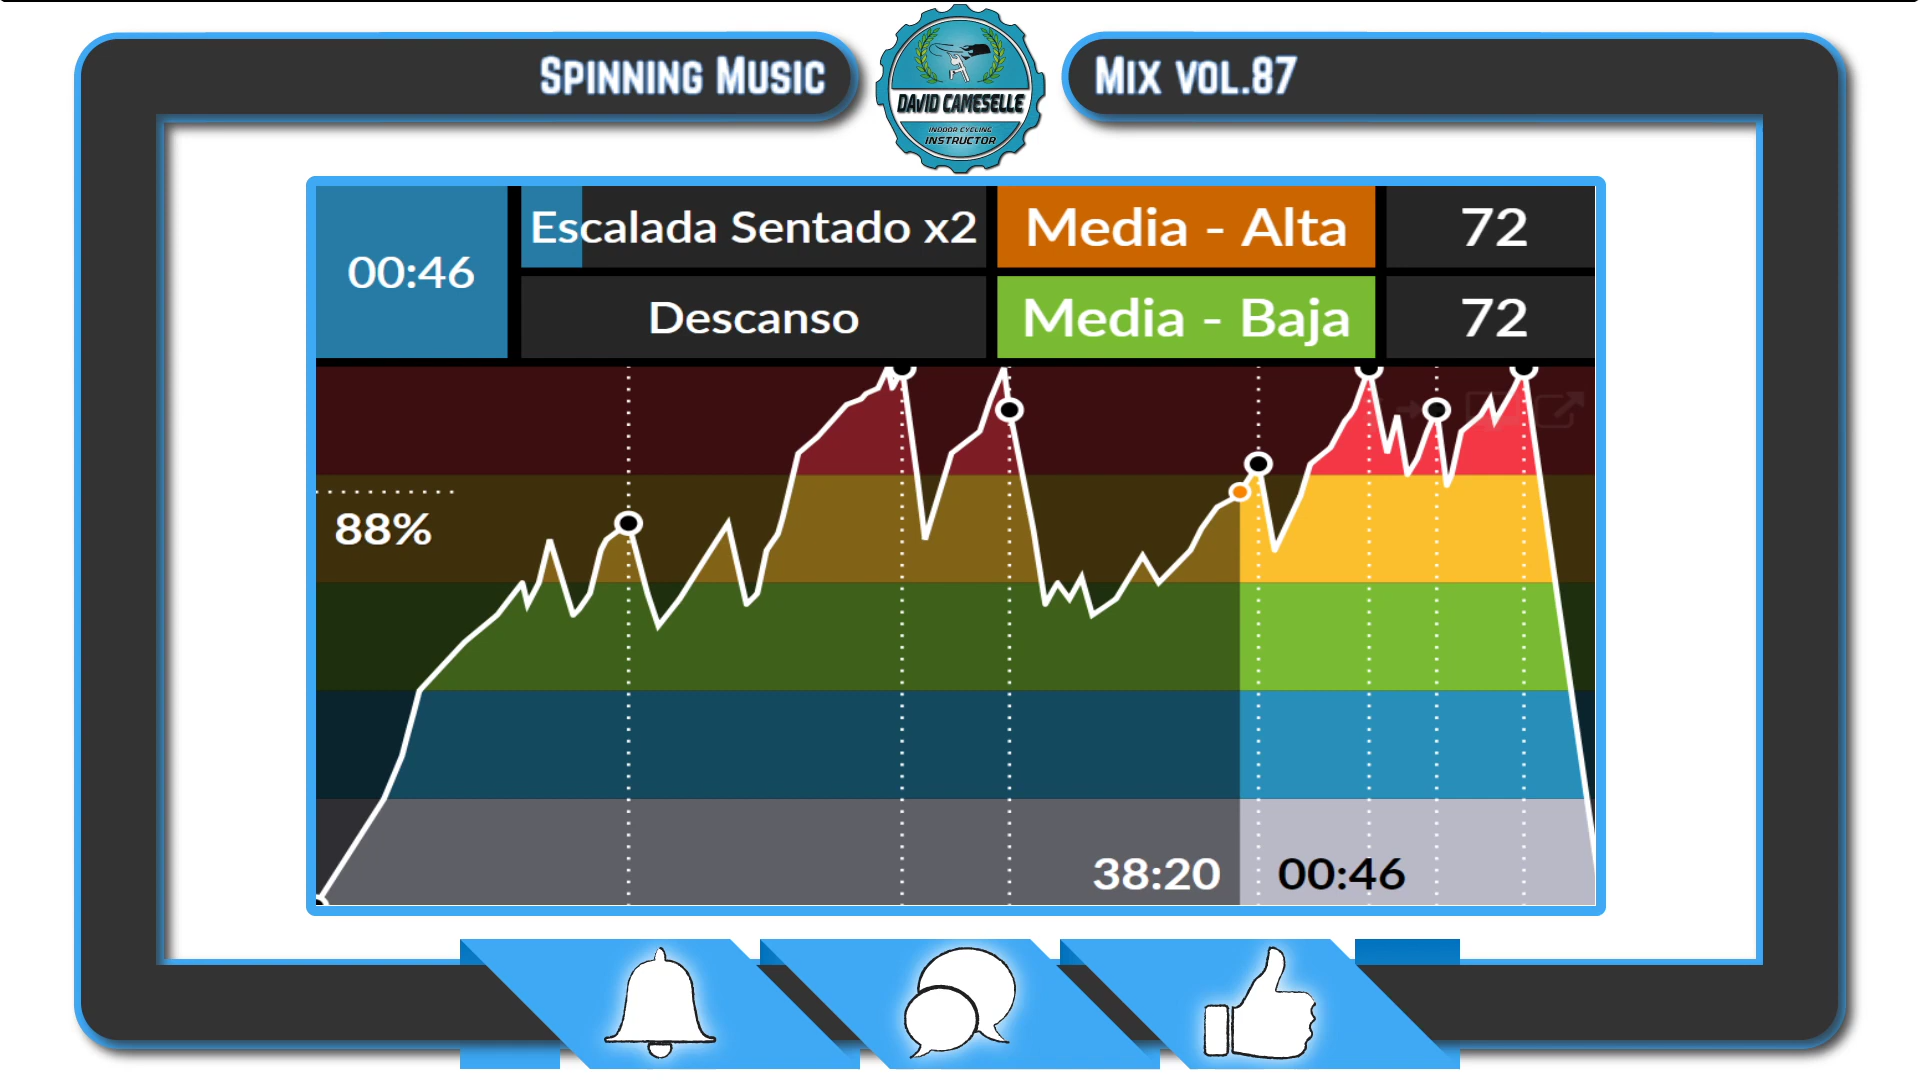 Spinning Music
Mix vol.87
DAVID CAMESELLE
INDOOR CYCLING
INSTRUCTOR
00:46
Escalada Sentado x2
Media - Alta
72
Descanso
Media - Baja
72
88%
38:20
00:46